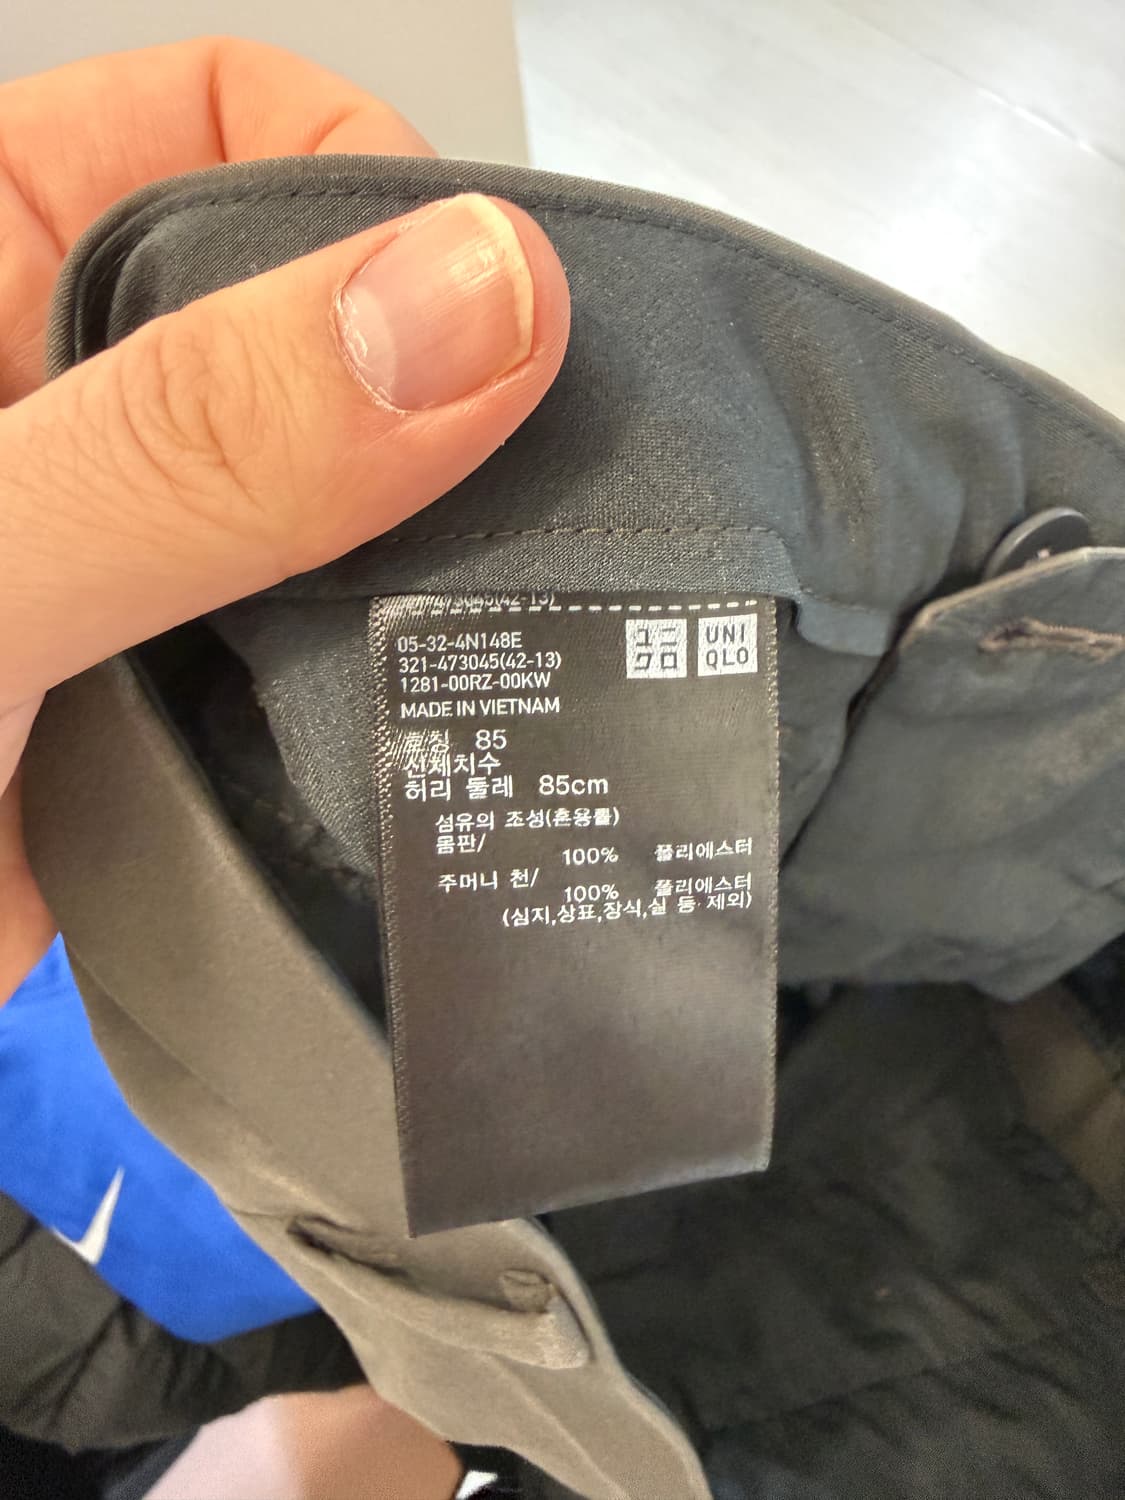 473045(42-13)
05-32-4N148E
321-473045(42-13)
1281-00RZ-00KW
MADE IN VIETNAM
ユニ
クロ
UNI
QLO
호칭 85
신체치수
허리 둘레 85cm
섬유의 조성(혼용률)
몸판/
100% 폴리에스터
주머니 천/
100% 폴리에스터
(심지,상표,장식,실 등· 제외)